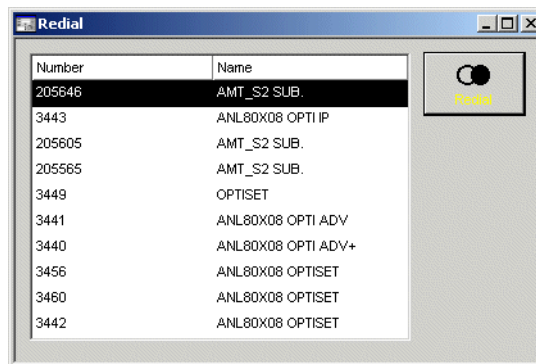 Redial
Number Name
205646 AMT_S2 SUB.
3443 ANL80X08 OPTI IP
205605 AMT_S2 SUB.
205565 AMT_S2 SUB.
3449 OPTISET
3441 ANL80X08 OPTI ADV
3440 ANL80X08 OPTI ADV+
3456 ANL80X08 OPTISET
3460 ANL80X08 OPTISET
3442 ANL80X08 OPTISET
Redial